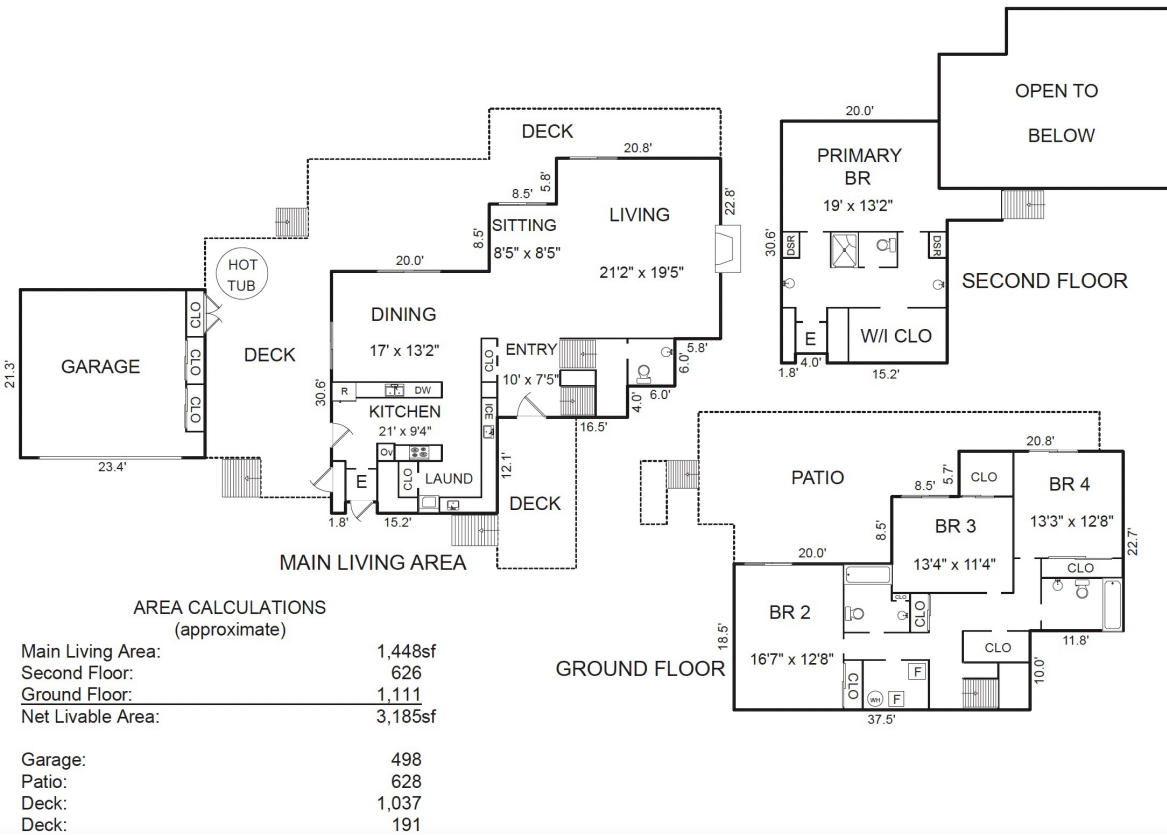 OPEN TO
BELOW
20.0'
PRIMARY
BR
19' x 13'2"
30.6'
DSR
DSR
SECOND FLOOR
E
W/I CLO
1.8'
4.0'
15.2'
DECK
20.8'
5.8'
8.5'
SITTING
8'5" x 8'5"
8.5'
LIVING
21'2" x 19'5"
22.8'
HOT
TUB
20.0'
DINING
17' x 13'2"
CLO
CLO
CLO
GARAGE
21.3'
23.4'
DECK
30.6'
CLO
ENTRY
10' x 7'5"
5.8'
6.0'
6.0'
4.0'
16.5'
R
DW
KITCHEN
21' x 9'4"
ICE
Ov
E
CLO
LAUND
12.1'
DECK
1.8'
15.2'
MAIN LIVING AREA
PATIO
20.8'
5.7'
CLO
BR 4
13'3" x 12'8"
22.7'
8.5'
BR 3
13'4" x 11'4"
8.5'
CLO
20.0'
BR 2
16'7" x 12'8"
18.5'
CLO
CLO
CLO
11.8'
10.0'
CLO
F
WH
F
37.5'
GROUND FLOOR
AREA CALCULATIONS
(approximate)
Main Living Area: 1,448sf
Second Floor: 626
Ground Floor: 1,111
Net Livable Area: 3,185sf
Garage: 498
Patio: 628
Deck: 1,037
Deck: 191